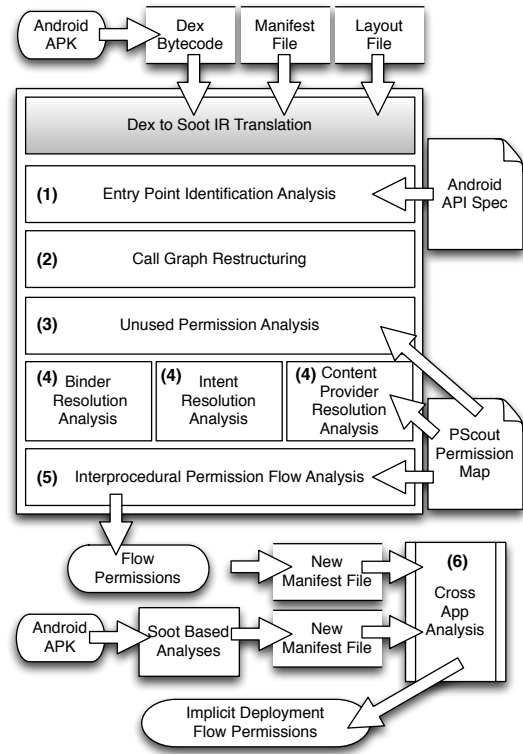 Android
APK
Dex
Bytecode
Manifest
File
Layout
File
Dex to Soot IR Translation
(1) Entry Point Identification Analysis
Android
API Spec
(2) Call Graph Restructuring
(3) Unused Permission Analysis
(4) Binder
Resolution
Analysis
(4) Intent
Resolution
Analysis
(4) Content
Provider
Resolution
Analysis
PScout
Permission
Map
(5) Interprocedural Permission Flow Analysis
Flow
Permissions
New
Manifest File
(6)
Cross
App
Analysis
Android
APK
Soot Based
Analyses
New
Manifest File
Implicit Deployment
Flow Permissions